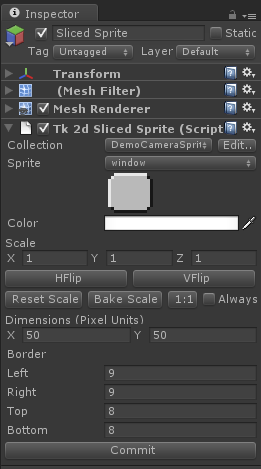 Inspector
Sliced Sprite Static
Tag Untagged Layer Default
Transform
(Mesh Filter)
Mesh Renderer
Tk 2d Sliced Sprite (Script
Collection DemoCameraSprit Edit..
Sprite window
Color
Scale
X 1 Y 1 Z 1
HFlip VFlip
Reset Scale Bake Scale 1:1 Always
Dimensions (Pixel Units)
X 50 Y 50
Border
Left 9
Right 9
Top 8
Bottom 8
Commit